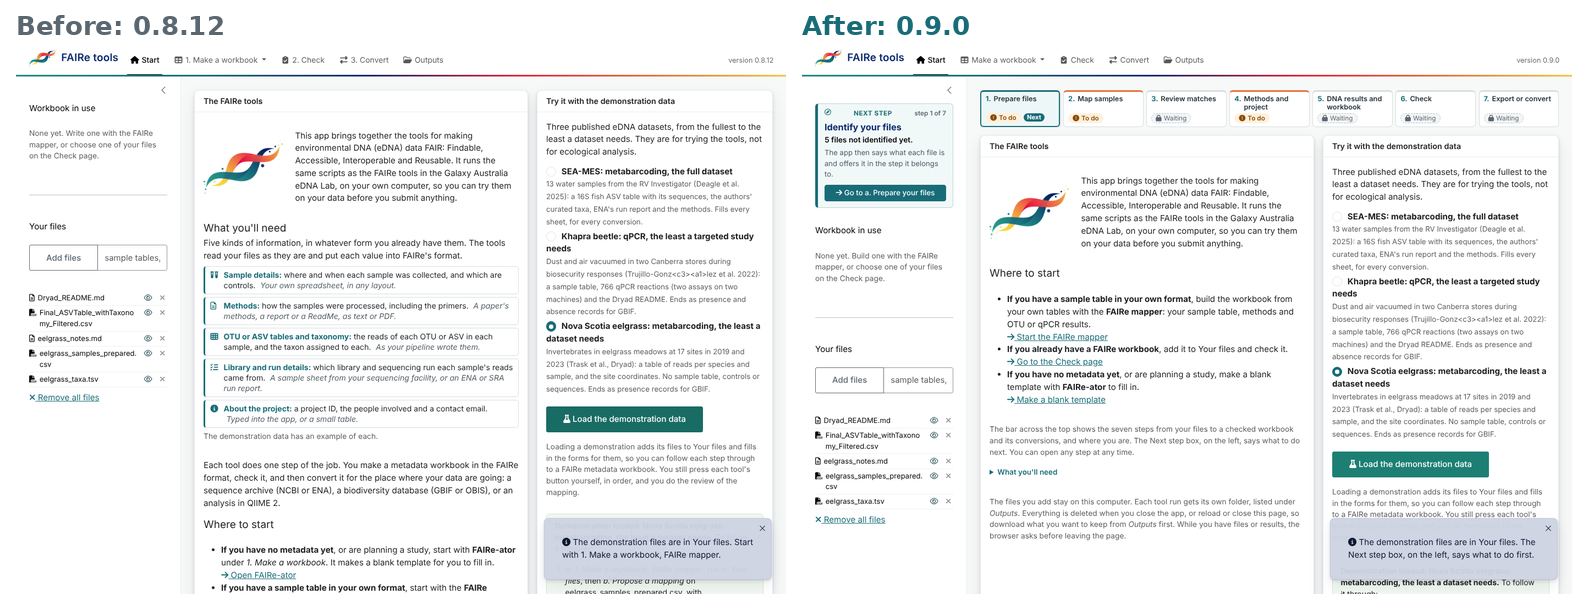 Before: 0.8.12
FAIRe tools
Start
1. Make a workbook
2. Check
3. Convert
Outputs
version 0.8.12
Workbook in use
None yet. Write one with the FAIRe
mapper, or choose one of your files
on the Check page.
Your files
Add files
sample tables,
Dryad_README.md
Final_ASVTable_withTaxono
my_Filtered.csv
eelgrass_notes.md
eelgrass_samples_prepared.
csv
eelgrass_taxa.tsv
Remove all files
The FAIRe tools
This app brings together the tools for making
environmental DNA (eDNA) data FAIR: Findable,
Accessible, Interoperable and Reusable. It runs the
same scripts as the FAIRe tools in the Galaxy Australia
eDNA Lab, on your own computer, so you can try them
on your data before you submit anything.
What you'll need
Five kinds of information, in whatever form you already have them. The tools
read your files as they are and put each value into FAIRe's format.
Sample details: where and when each sample was collected, and which are
controls. Your own spreadsheet, in any layout.
Methods: how the samples were processed, including the primers. A paper's
methods, a report or a ReadMe, as text or PDF.
OTU or ASV tables and taxonomy: the reads of each OTU or ASV in each
sample, and the taxon assigned to each. As your pipeline wrote them.
Library and run details: which library and sequencing run each sample's reads
came from. A sample sheet from your sequencing facility, or an ENA or SRA
run report.
About the project: a project ID, the people involved and a contact email.
Typed into the app, or a small table.
The demonstration data has an example of each.
Each tool does one step of the job. You make a metadata workbook in the FAIRe
format, check it, and then convert it for the place where your data are going: a
sequence archive (NCBI or ENA), a biodiversity database (GBIF or OBIS), or an
analysis in QIIME 2.
Where to start
If you have no metadata yet, or are planning a study, start with FAIRe-ator
under 1. Make a workbook. It makes a blank template for you to fill in.
Open FAIRe-ator
If you have a sample table in your own format, start with the FAIRe
Try it with the demonstration data
Three published eDNA datasets, from the fullest to the
least a dataset needs. They are for trying the tools, not
for ecological analysis.
SEA-MES: metabarcoding, the full dataset
13 water samples from the RV Investigator (Deagle et al.
2025): a 16S fish ASV table with its sequences, the authors'
curated taxa, ENA's run report and the methods. Fills every
sheet, for every conversion.
Khapra beetle: qPCR, the least a targeted study
needs
Dust and air vacuumed in two Canberra stores during
biosecurity responses (Trujillo-Gonz<c3><a1>lez et al. 2022):
a sample table, 766 qPCR reactions (two assays on two
machines) and the Dryad README. Ends as presence and
absence records for GBIF.
Nova Scotia eelgrass: metabarcoding, the least a
dataset needs
Invertebrates in eelgrass meadows at 17 sites in 2019 and
2023 (Trask et al., Dryad): a table of reads per species and
sample, and the site coordinates. No sample table, controls or
sequences. Ends as presence records for GBIF.
Load the demonstration data
Loading a demonstration adds its files to Your files and fills
in the forms for them, so you can follow each step through
to a FAIRe metadata workbook. You still press each tool's
button yourself, in order, and you do the review of the
mapping.
The demonstration files are in Your files. Start
with 1. Make a workbook, FAIRe mapper.
files, then b. Propose a mapping on
eelgrass_samples_prepared.csv, with
After: 0.9.0
FAIRe tools
Start
Make a workbook
Check
Convert
Outputs
version 0.9.0
NEXT STEP
step 1 of 7
Identify your files
5 files not identified yet.
The app then says what each file is
and offers it in the step it belongs
to.
Go to a. Prepare your files
Workbook in use
None yet. Build one with the FAIRe
mapper, or choose one of your files
on the Check page.
Your files
Add files
sample tables,
Dryad_README.md
Final_ASVTable_withTaxono
my_Filtered.csv
eelgrass_notes.md
eelgrass_samples_prepared.
csv
eelgrass_taxa.tsv
Remove all files
1. Prepare files
To do
Next
2. Map samples
To do
3. Review matches
Waiting
4. Methods and
project
To do
5. DNA results and
workbook
Waiting
6. Check
Waiting
7. Export or convert
Waiting
The FAIRe tools
This app brings together the tools for making
environmental DNA (eDNA) data FAIR: Findable,
Accessible, Interoperable and Reusable. It runs the
same scripts as the FAIRe tools in the Galaxy Australia
eDNA Lab, on your own computer, so you can try them
on your data before you submit anything.
Where to start
If you have a sample table in your own format, build the workbook from
your own tables with the FAIRe mapper: your sample table, methods and
OTU or qPCR results.
Start the FAIRe mapper
If you already have a FAIRe workbook, add it to Your files and check it.
Go to the Check page
If you have no metadata yet, or are planning a study, make a blank
template with FAIRe-ator to fill in.
Make a blank template
The bar across the top shows the seven steps from your files to a checked workbook
and its conversions, and where you are. The Next step box, on the left, says what to do
next. You can open any step at any time.
What you'll need
The files you add stay on this computer. Each tool run gets its own folder, listed under
Outputs. Everything is deleted when you close the app, or reload or close this page, so
download what you want to keep from Outputs first. While you have files or results, the
browser asks before leaving the page.
Try it with the demonstration data
Three published eDNA datasets, from the fullest to the
least a dataset needs. They are for trying the tools, not
for ecological analysis.
SEA-MES: metabarcoding, the full dataset
13 water samples from the RV Investigator (Deagle et al.
2025): a 16S fish ASV table with its sequences, the authors'
curated taxa, ENA's run report and the methods. Fills every
sheet, for every conversion.
Khapra beetle: qPCR, the least a targeted study
needs
Dust and air vacuumed in two Canberra stores during
biosecurity responses (Trujillo-Gonz<c3><a1>lez et al. 2022):
a sample table, 766 qPCR reactions (two assays on two
machines) and the Dryad README. Ends as presence and
absence records for GBIF.
Nova Scotia eelgrass: metabarcoding, the least a
dataset needs
Invertebrates in eelgrass meadows at 17 sites in 2019 and
2023 (Trask et al., Dryad): a table of reads per species and
sample, and the site coordinates. No sample table, controls or
sequences. Ends as presence records for GBIF.
Load the demonstration data
Loading a demonstration adds its files to Your files and fills
in the forms for them, so you can follow each step through
to a FAIRe metadata workbook. You still press each tool's
The demonstration files are in Your files. The
Next step box, on the left, says what to do first.
metabarcoding, the least a dataset needs. To follow
it through: